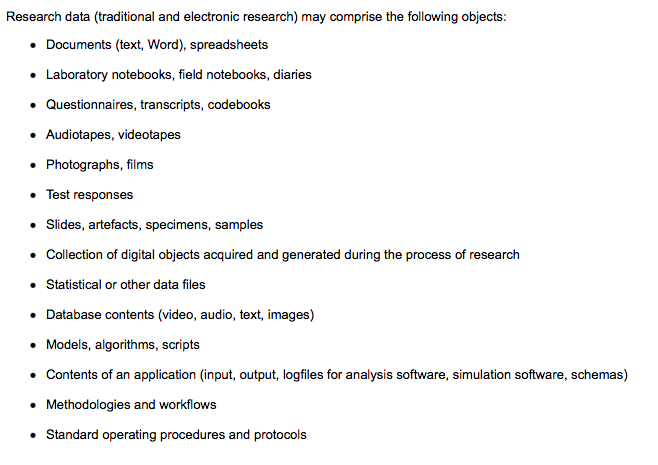 Research data (traditional and electronic research) may comprise the following objects:
• Documents (text, Word), spreadsheets
• Laboratory notebooks, field notebooks, diaries
• Questionnaires, transcripts, codebooks
• Audiotapes, videotapes
• Photographs, films
• Test responses
• Slides, artefacts, specimens, samples
• Collection of digital objects acquired and generated during the process of research
• Statistical or other data files
• Database contents (video, audio, text, images)
• Models, algorithms, scripts
• Contents of an application (input, output, logfiles for analysis software, simulation software, schemas)
• Methodologies and workflows
• Standard operating procedures and protocols